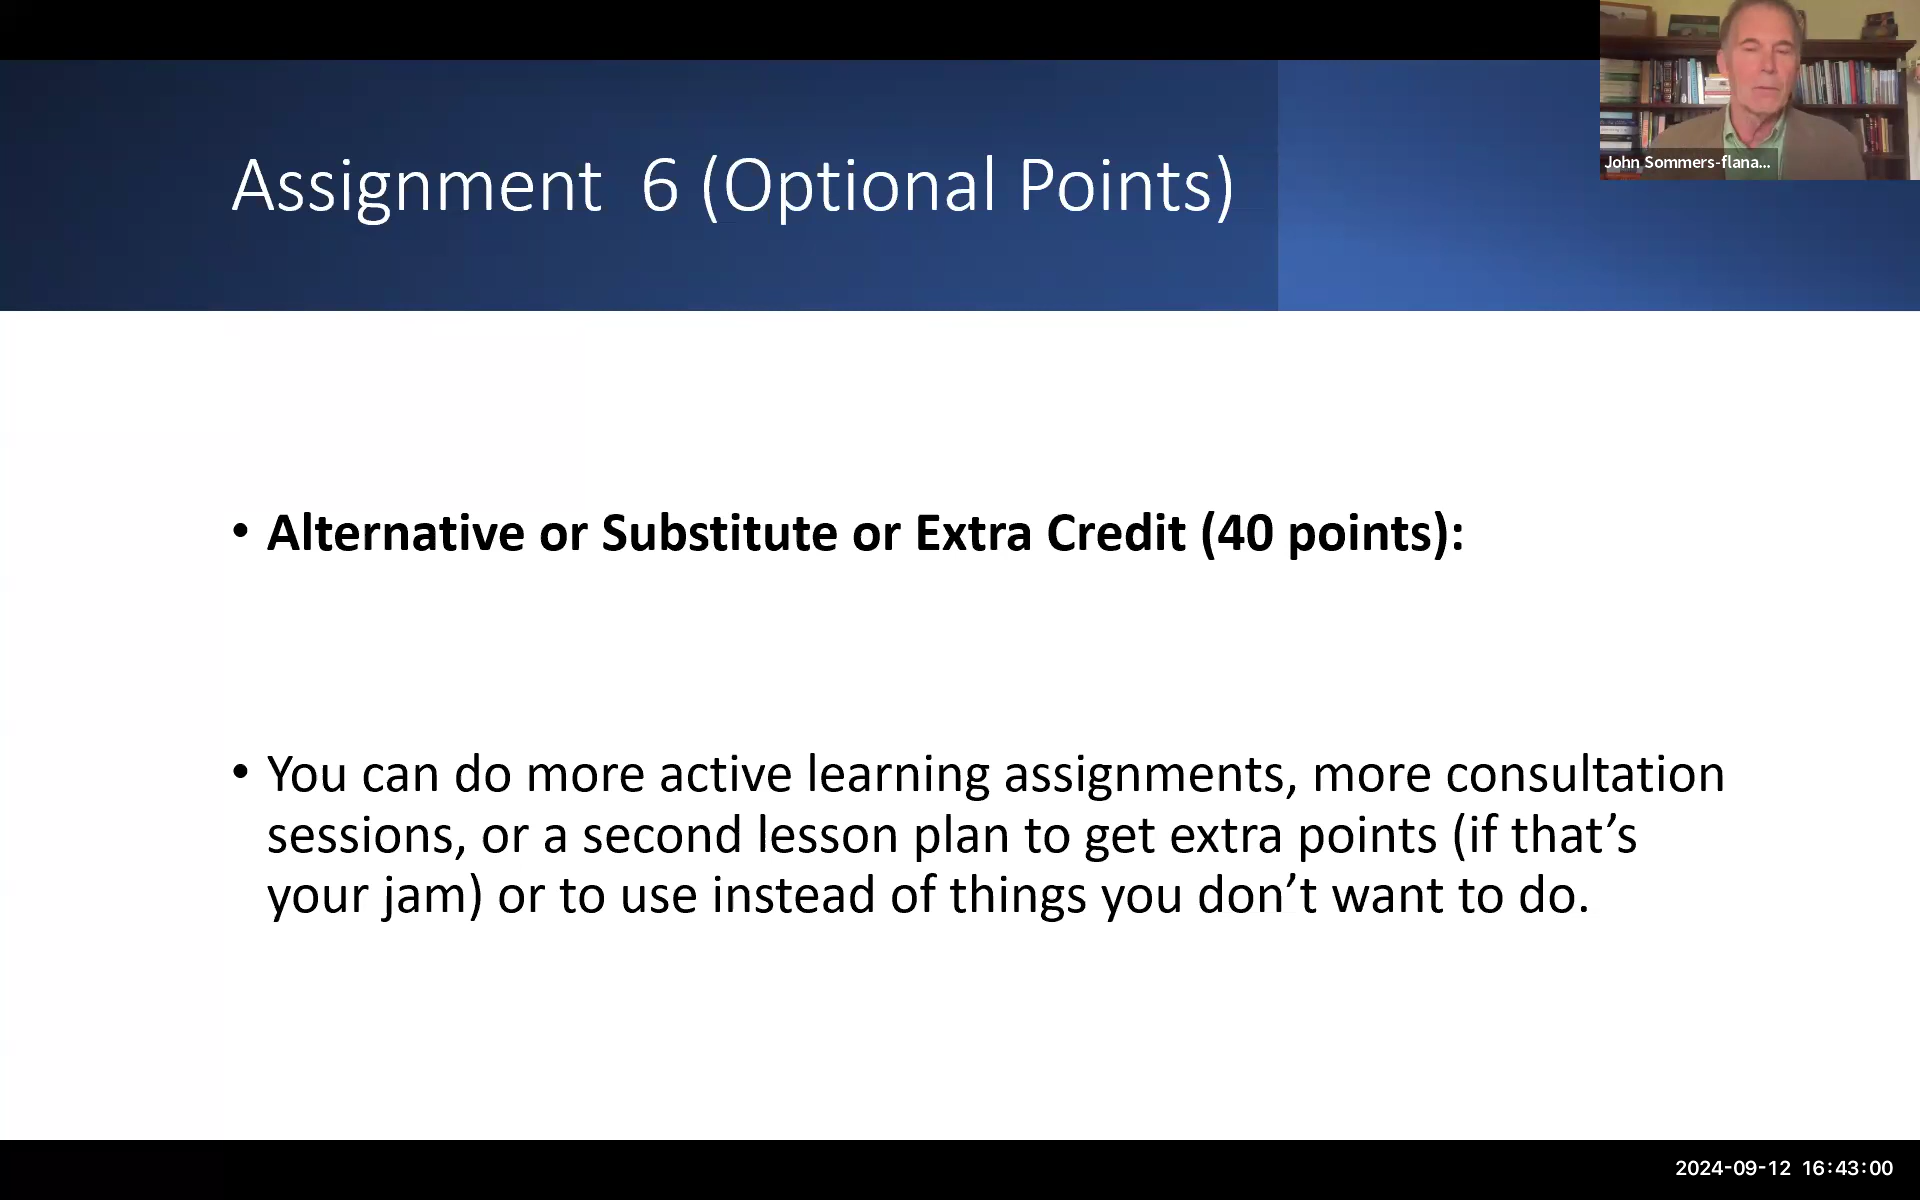 John Sommers-flana...
Assignment 6 (Optional Points)
• Alternative or Substitute or Extra Credit (40 points):
• You can do more active learning assignments, more consultation
sessions, or a second lesson plan to get extra points (if that’s
your jam) or to use instead of things you don’t want to do.
2024-09-12 16:43:00